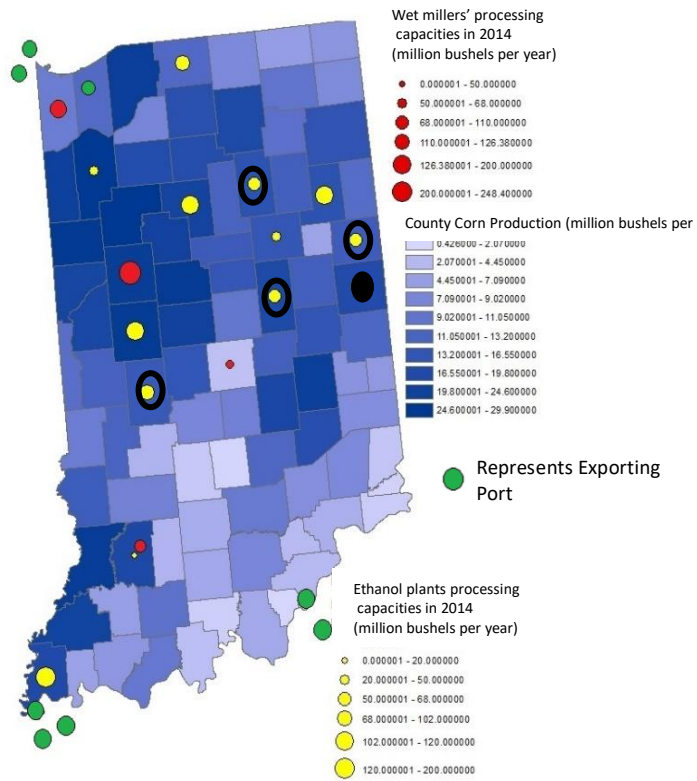 Wet millers’ processing
capacities in 2014
(million bushels per year)
0.000001 - 50.000000
50.000001 - 68.000000
68.000001 - 110.000000
110.000001 - 126.380000
126.380001 - 200.000000
200.000001 - 248.400000
County Corn Production (million bushels per
0.426000 - 2.070000
2.070001 - 4.450000
4.450001 - 7.090000
7.090001 - 9.020000
9.020001 - 11.050000
11.050001 - 13.200000
13.200001 - 16.550000
16.550001 - 19.800000
19.800001 - 24.600000
24.600001 - 29.900000
Represents Exporting
Port
Ethanol plants processing
capacities in 2014
(million bushels per year)
0.000001 - 20.000000
20.000001 - 50.000000
50.000001 - 68.000000
68.000001 - 102.000000
102.000001 - 120.000000
120.000001 - 200.000000